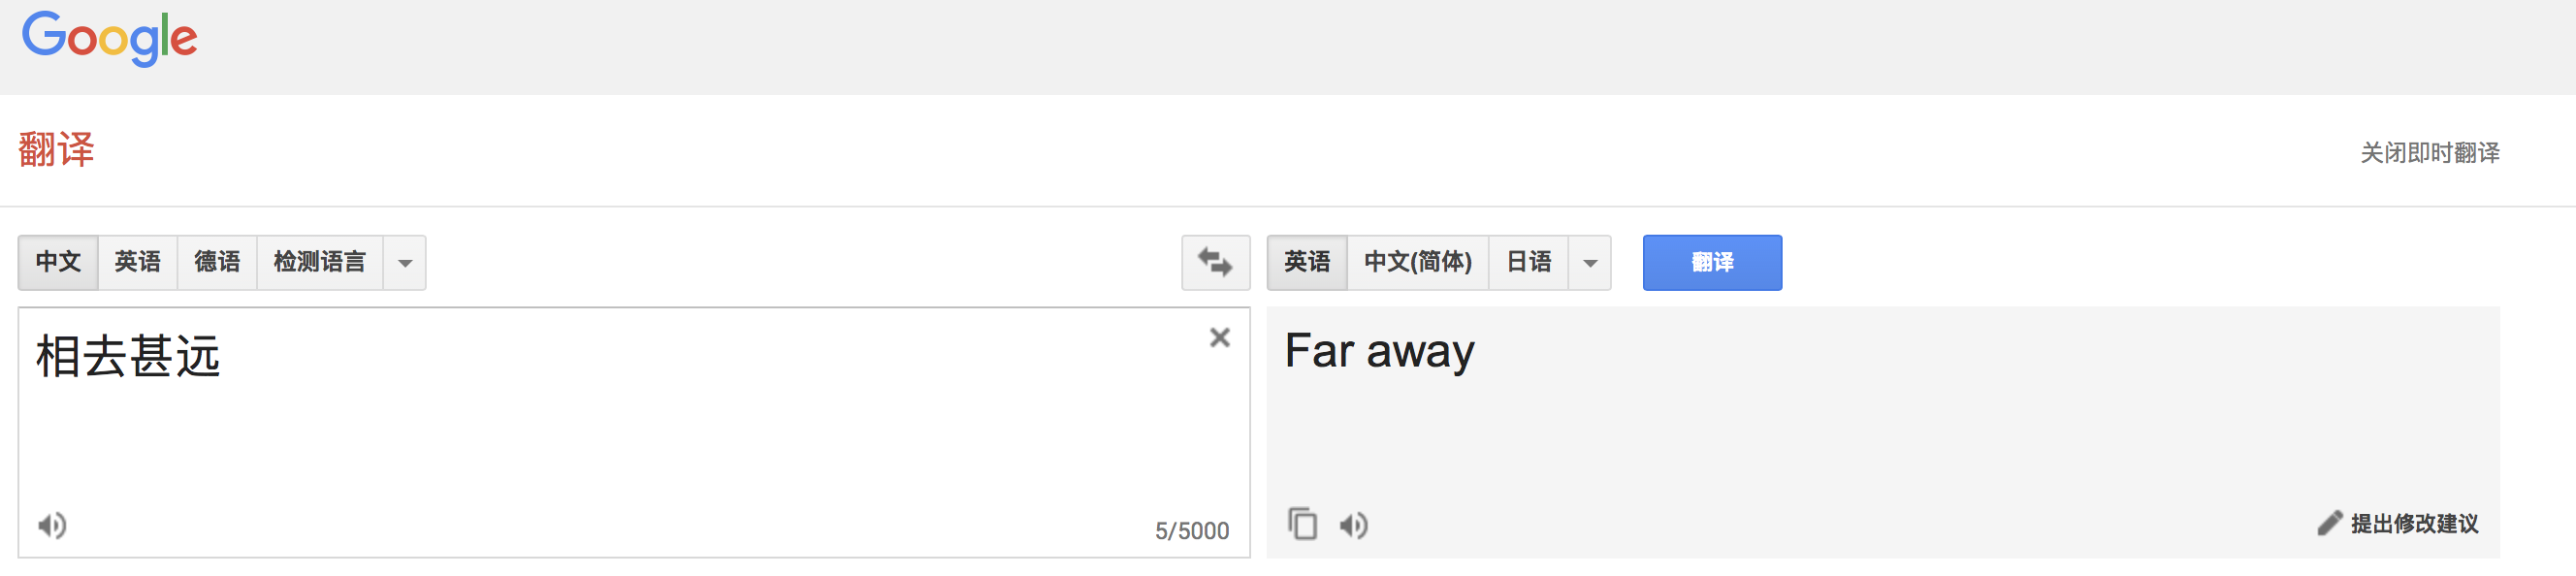 Google
翻译
关闭即时翻译
中文 英语 德语 检测语言
英语 中文(简体) 日语
翻译
相去甚远
5/5000
Far away
提出修改建议